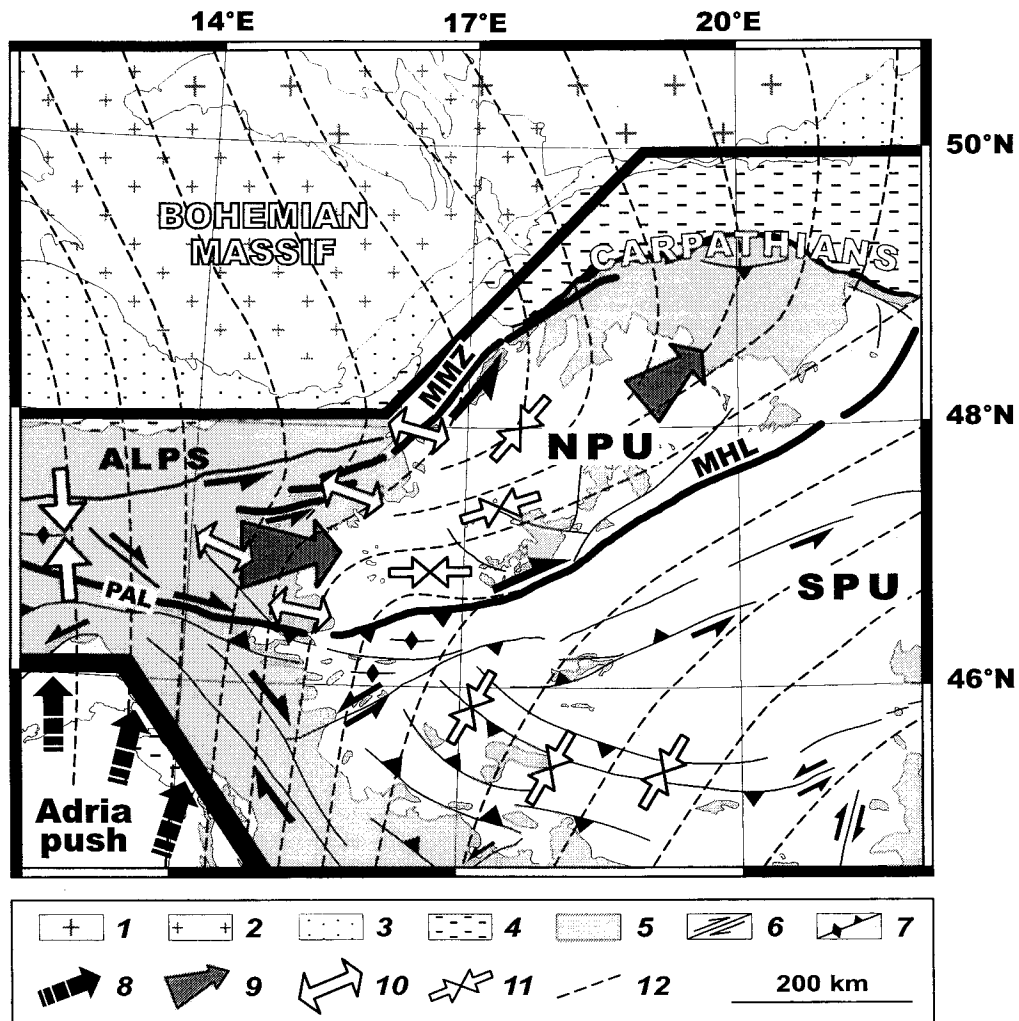 14°E 17°E 20°E
50°N
BOHEMIAN
MASSIF
CARPATHIANS
MMZ
48°N
ALPS
NPU
MHL
SPU
PAL
46°N
Adria
push
1 2 3 4 5 6 7
8 9 10 11 12 200 km